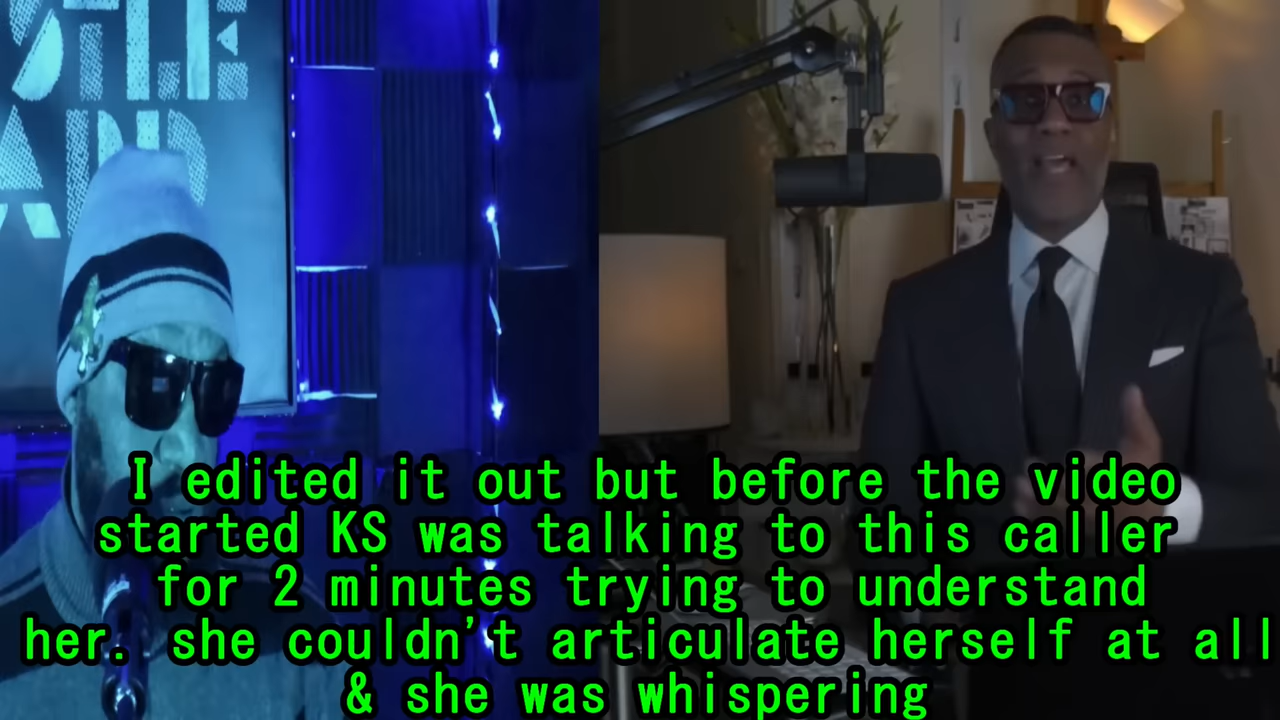 I edited it out but before the video
started KS was talking to this caller
for 2 minutes trying to understand
her. she couldn't articulate herself at all
& she was whispering